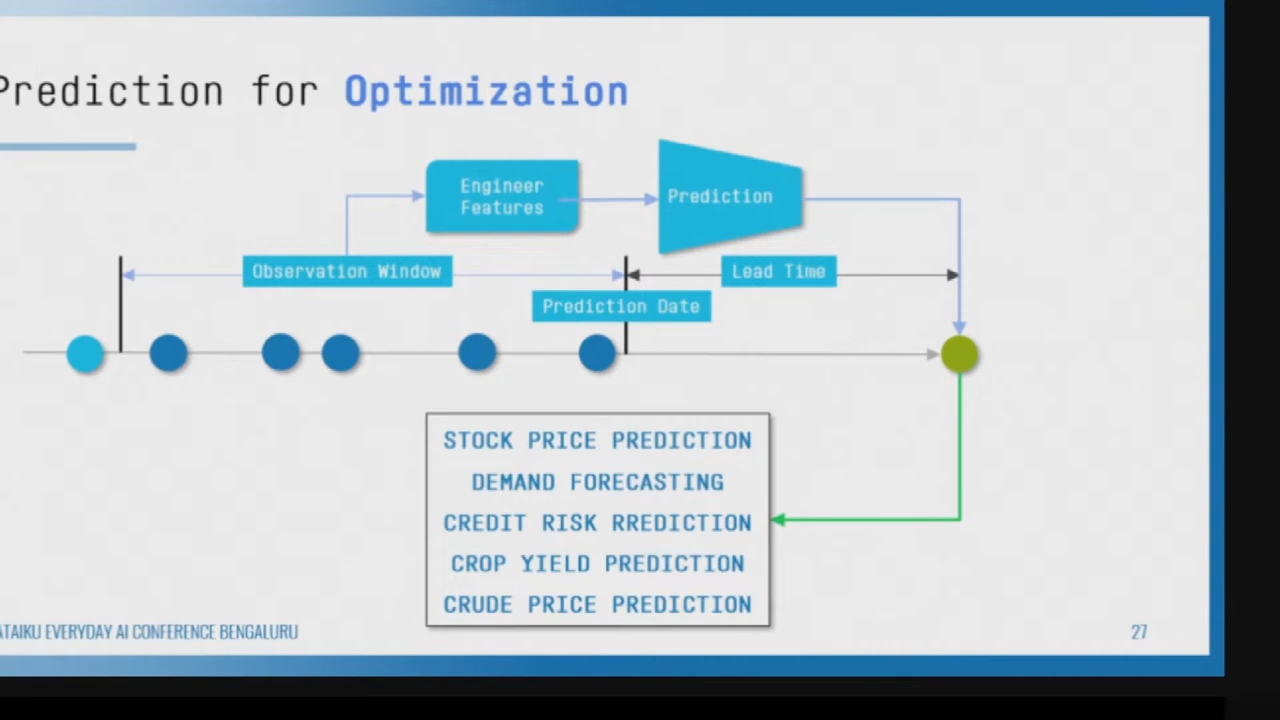 Prediction for Optimization
Engineer
Features
Prediction
Observation Window
Lead Time
Prediction Date
STOCK PRICE PREDICTION
DEMAND FORECASTING
CREDIT RISK RREDICTION
CROP YIELD PREDICTION
CRUDE PRICE PREDICTION
ATAIKU EVERYDAY AI CONFERENCE BENGALURU
27